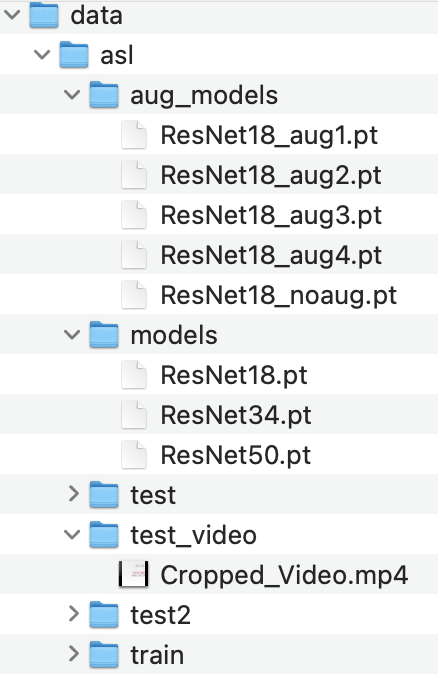 data
asl
aug_models
ResNet18_aug1.pt
ResNet18_aug2.pt
ResNet18_aug3.pt
ResNet18_aug4.pt
ResNet18_noaug.pt
models
ResNet18.pt
ResNet34.pt
ResNet50.pt
test
test_video
Cropped_Video.mp4
test2
train